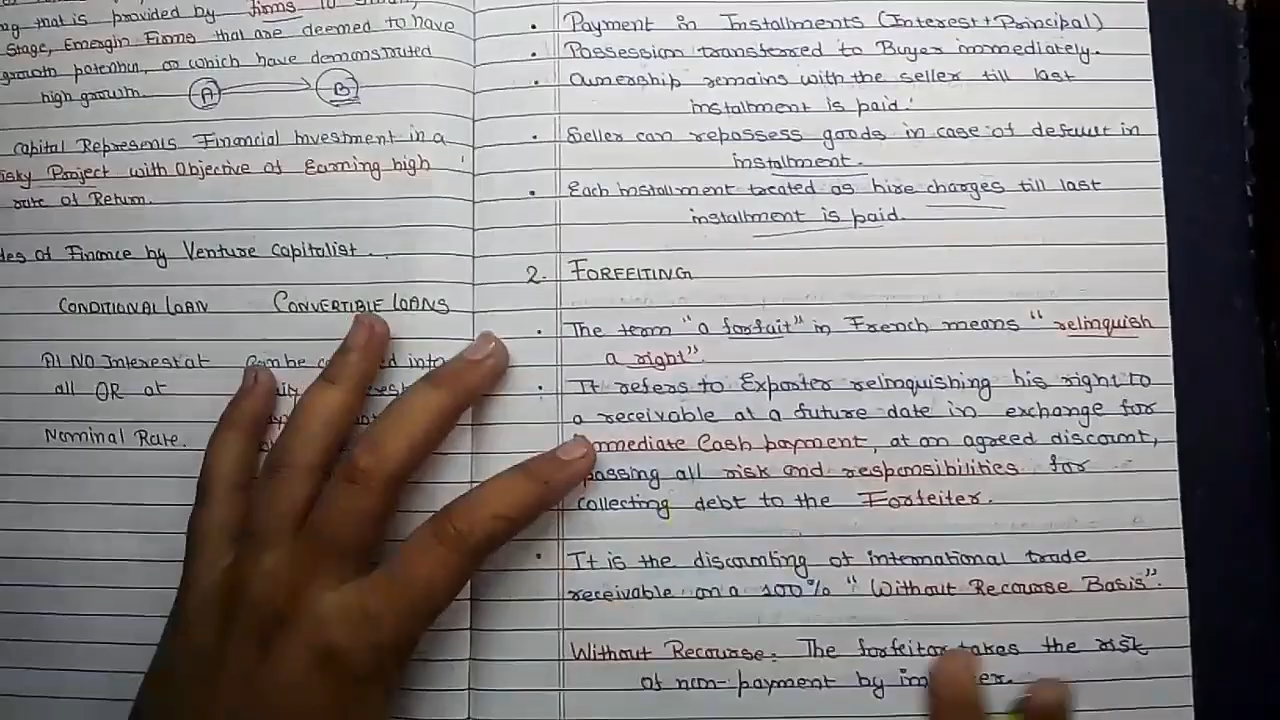 ng that is provided by firms to
Stage, Emergin Firms that are deemed to have
growth potential, or which have demonstrated
high growth.
A B
Capital Represents Financial Investment in a
isky Project with Objective of Earning high
rate of Return.
des of Finance by Venture Capitalist.
CONDITIONAL LOAN CONVERTIBLE LOANS
NO Interest at into
all OR at
Nominal Rate.
• Payment in Installments (Interest+Principal)
• Possession transferred to Buyer immediately.
• Ownership remains with the seller till last
installment is paid.
• Seller can repossess goods in case of default in
installment.
• Each Installment treated as hire charges till last
installment is paid.
2. FORFEITING
• The term "a forfait" in French means "relinquish
a right".
• It refers to Exporter relinquishing his right to
a receivable at a future date in exchange for
immediate Cash payment, at an agreed discount,
passing all risk and responsibilities for
collecting debt to the Forfeiter.
• It is the discounting of international trade
receivable on a 100% "Without Recourse Basis".
Without Recourse: The forfeitor takes the risk
of non-payment by